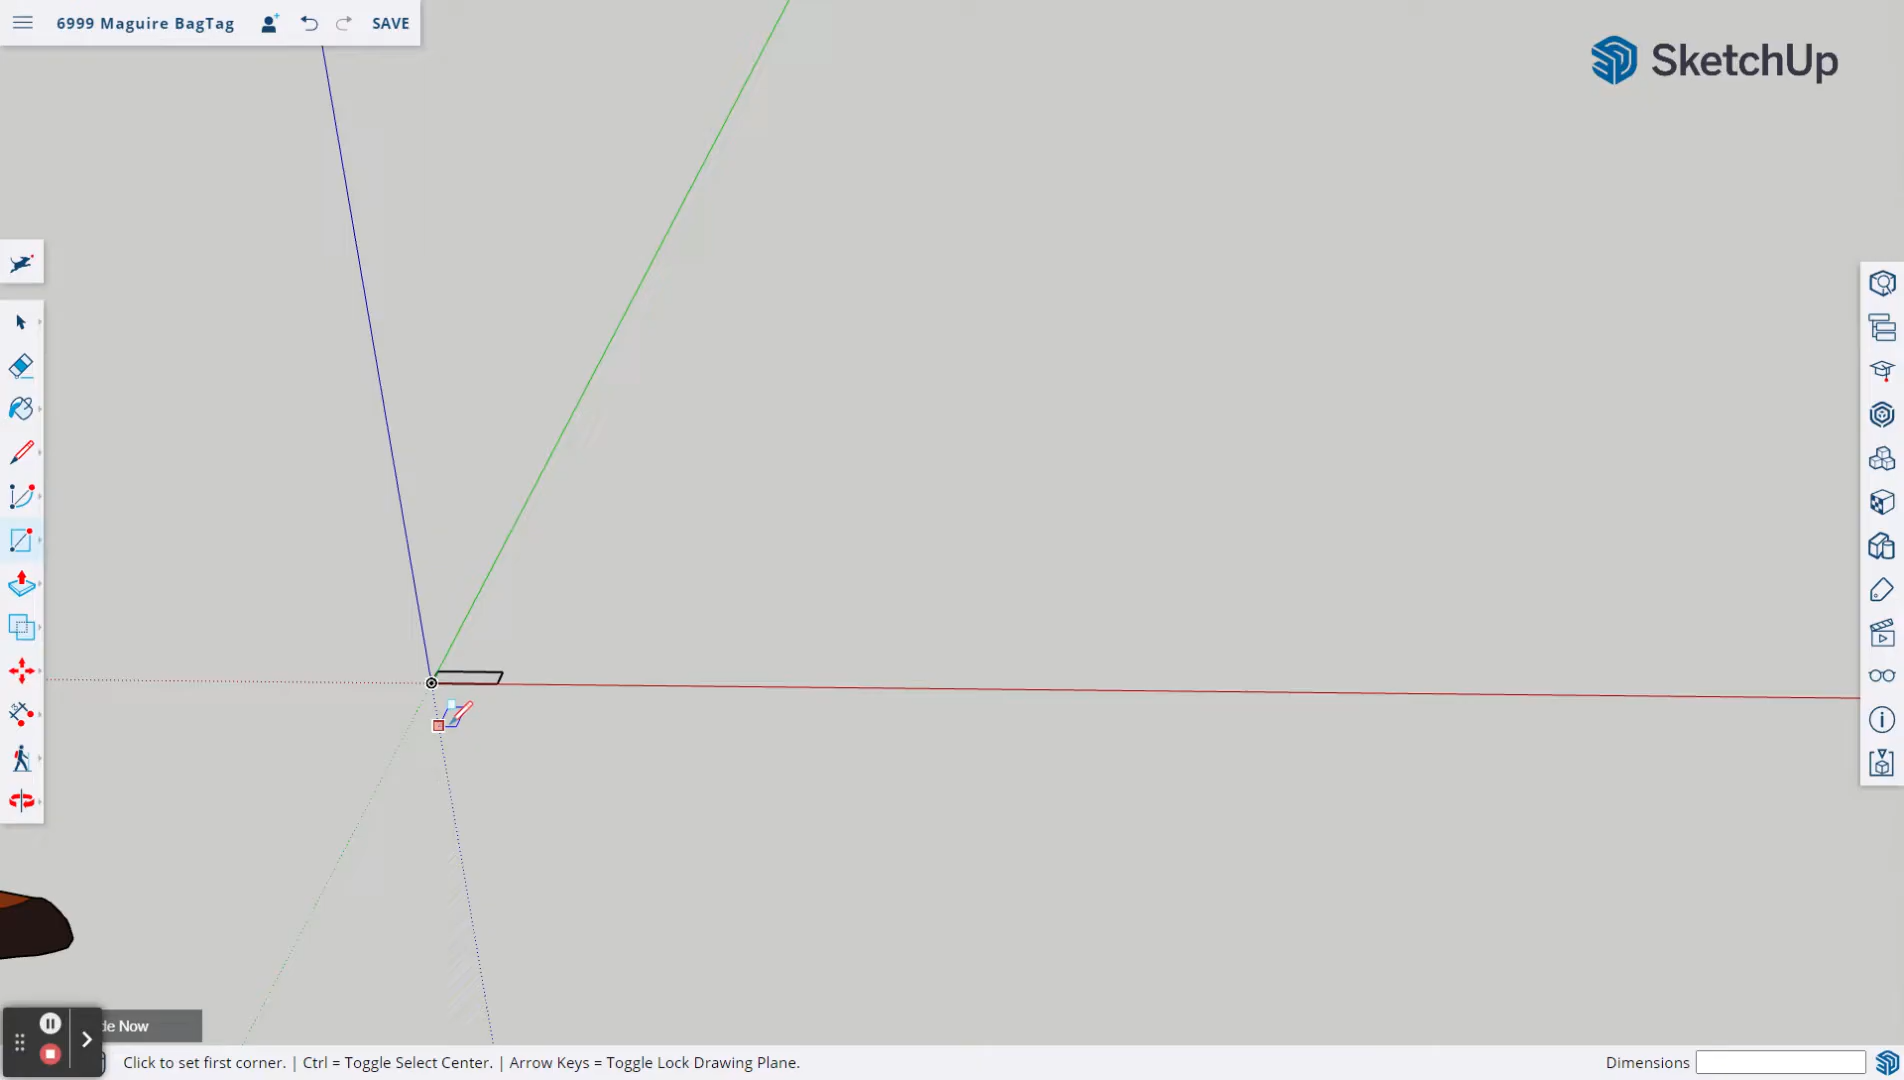 6999 Maguire BagTag
SAVE
SketchUp
de Now
Click to set first corner. | Ctrl = Toggle Select Center. | Arrow Keys = Toggle Lock Drawing Plane.
Dimensions